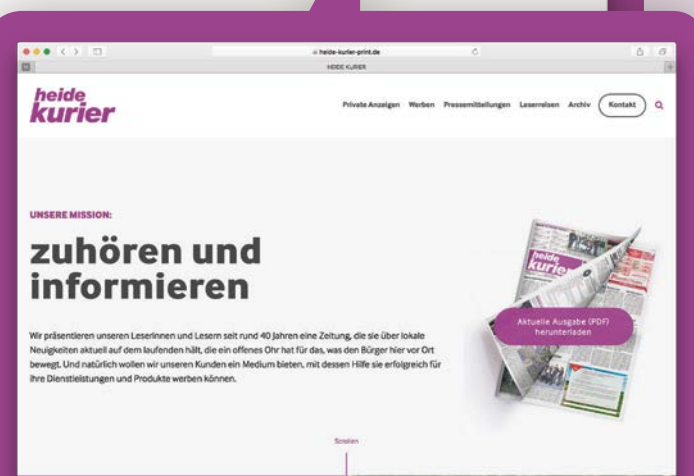 heide-kurier-print.de
HEIDE KURIER
heide
kurier
Private Anzeigen Werben Pressemitteilungen Leserreisen Archiv Kontakt
UNSERE MISSION:
zuhören und
informieren
Wir präsentieren unseren LeserInnen und Lesern seit rund 40 Jahren eine Zeitung, die sie über lokale
Neuigkeiten aktuell auf dem laufenden hält, die ein offenes Ohr hat für das, was den Bürger hier vor Ort
bewegt. Und natürlich wollen wir unseren Kunden ein Medium bieten, mit dessen Hilfe sie erfolgreich für
ihre Dienstleistungen und Produkte werben können.
heide
kurier
Aktuelle Ausgabe (PDF)
herunterladen
Scrollen